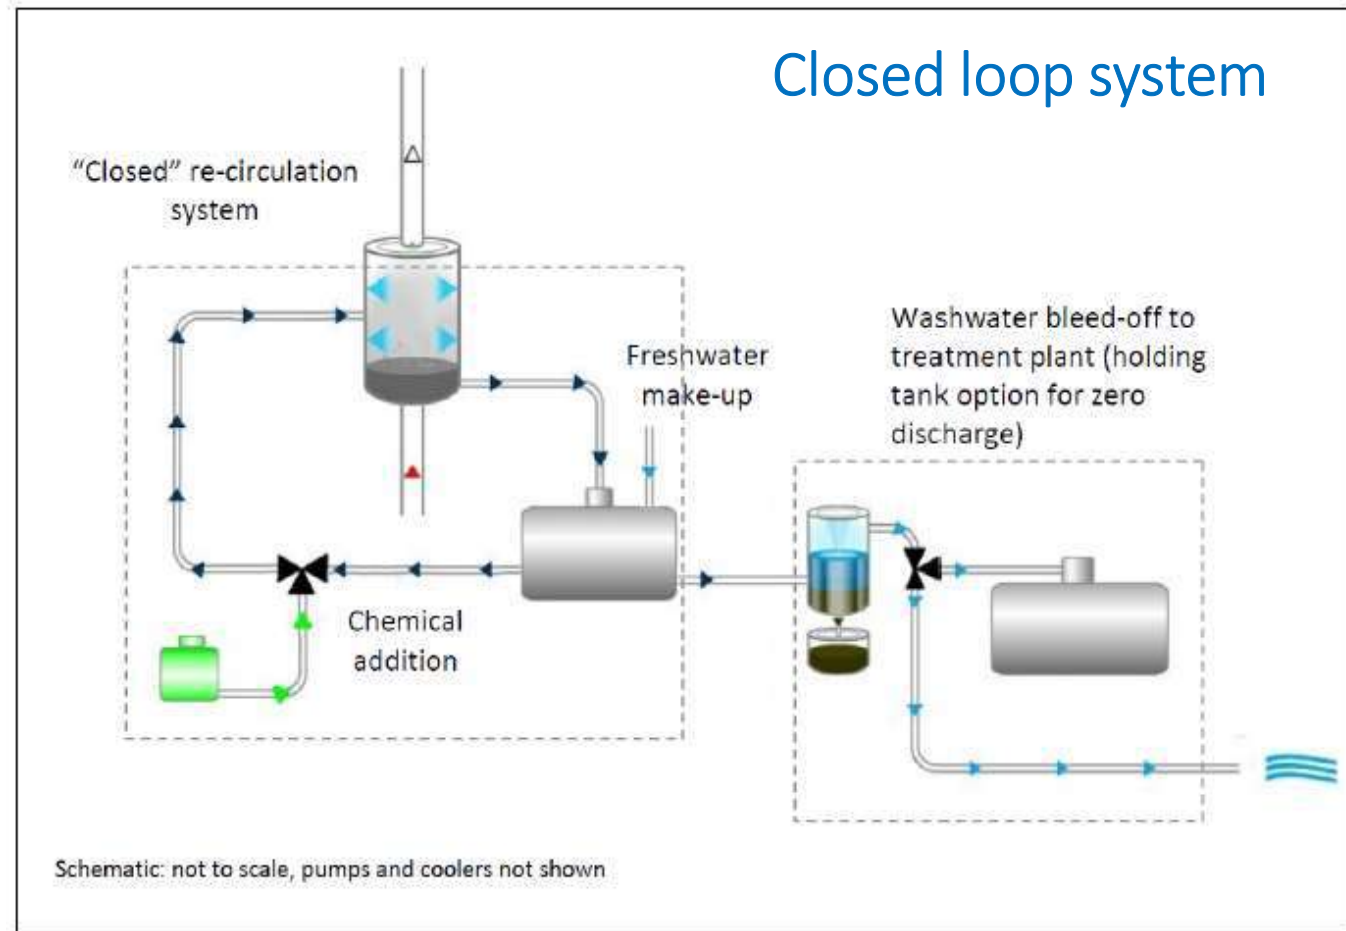 Closed loop system
“Closed” re-circulation
system
Freshwater
make-up
Washwater bleed-off to
treatment plant (holding
tank option for zero
discharge)
Chemical
addition
Schematic: not to scale, pumps and coolers not shown